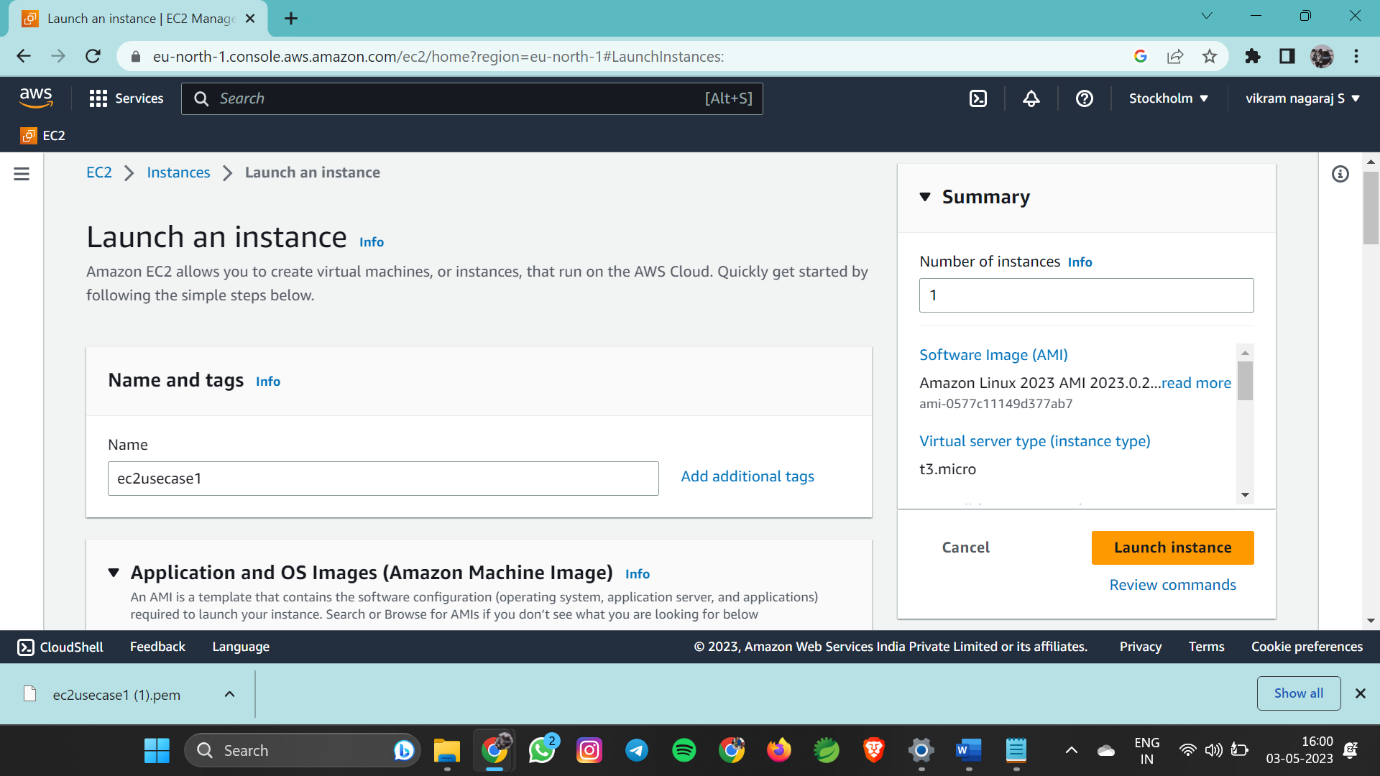 Launch an instance | EC2 Manag
eu-north-1.console.aws.amazon.com/ec2/home?region=eu-north-1#LaunchInstances:
aws
Services
Search
[Alt+S]
Stockholm
vikram nagaraj S
EC2
EC2
Instances
Launch an instance
Launch an instance Info
Amazon EC2 allows you to create virtual machines, or instances, that run on the AWS Cloud. Quickly get started by
following the simple steps below.
Name and tags Info
Name
ec2usecase1
Add additional tags
Application and OS Images (Amazon Machine Image) Info
An AMI is a template that contains the software configuration (operating system, application server, and applications)
required to launch your instance. Search or Browse for AMIs if you don't see what you are looking for below
Summary
Number of instances Info
1
Software Image (AMI)
Amazon Linux 2023 AMI 2023.0.2...read more
ami-0577c11149d377ab7
Virtual server type (instance type)
t3.micro
Cancel
Launch instance
Review commands
CloudShell
Feedback
Language
© 2023, Amazon Web Services India Private Limited or its affiliates.
Privacy
Terms
Cookie preferences
ec2usecase1 (1).pem
Show all
Search
2
ENG
IN
16:00
03-05-2023